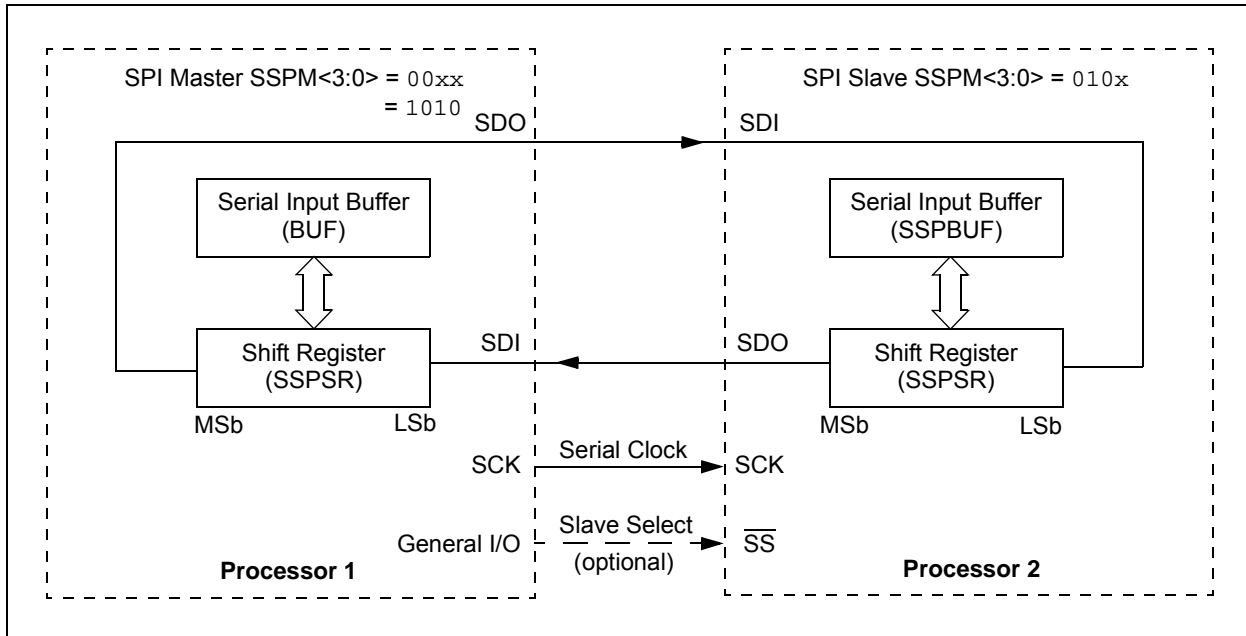 SPI Master SSPM<3:0> = 00xx
= 1010
SPI Slave SSPM<3:0> = 010x
SDO
SDI
Serial Input Buffer
(BUF)
Serial Input Buffer
(SSPBUF)
SDI
SDO
Shift Register
(SSPSR)
Shift Register
(SSPSR)
MSb
LSb
MSb
LSb
SCK
Serial Clock
SCK
General I/O
Slave Select
(optional)
SS
Processor 1
Processor 2